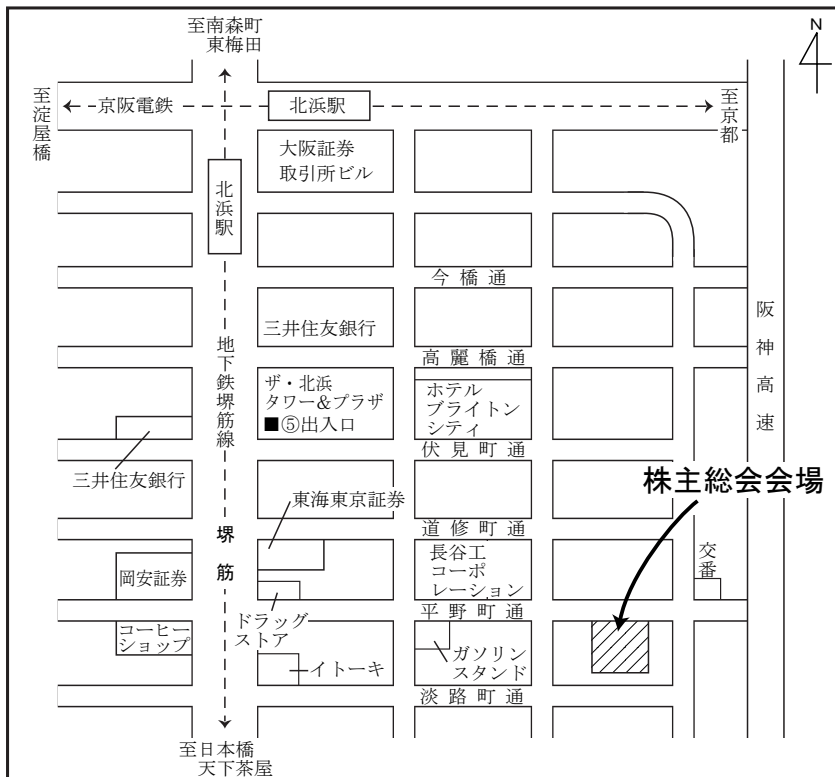 至南森町
東梅田
N
至淀屋橋
京阪電鉄
北浜駅
至京都
大阪証券
取引所ビル
北浜駅
今橋通
三井住友銀行
阪神高速
高麗橋通
地下鉄堺筋線
ザ・北浜
タワー&プラザ
■⑤出入口
ホテル
ブライトン
シティ
伏見町通
三井住友銀行
株主総会会場
東海東京証券
道修町通
堺筋
長谷工
コーポ
レーション
交番
岡安証券
平野町通
ドラッグ
ストア
コーヒー
ショップ
ガソリン
スタンド
イトーキ
淡路町通
至日本橋
天下茶屋